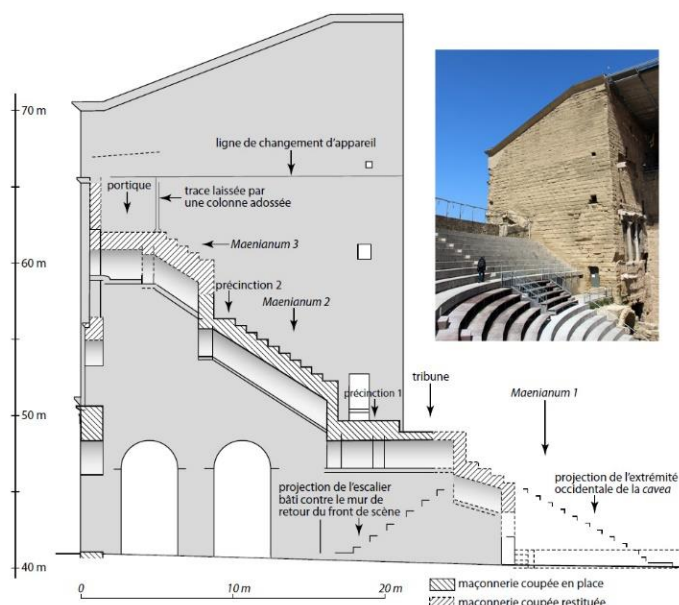 70 m
ligne de changement d'appareil
portique
trace laissée par
une colonne adossée
Maenianum 3
60 m
précinction 2
Maenianum 2
tribune
précinction 1
Maenianum 1
50 m
projection de l'extrémité
occidentale de la cavea
projection de l'escalier
bâti contre le mur de
retour du front de scène
40 m
0
10 m
20 m
maçonnerie coupée en place
maçonnerie coupée restituée